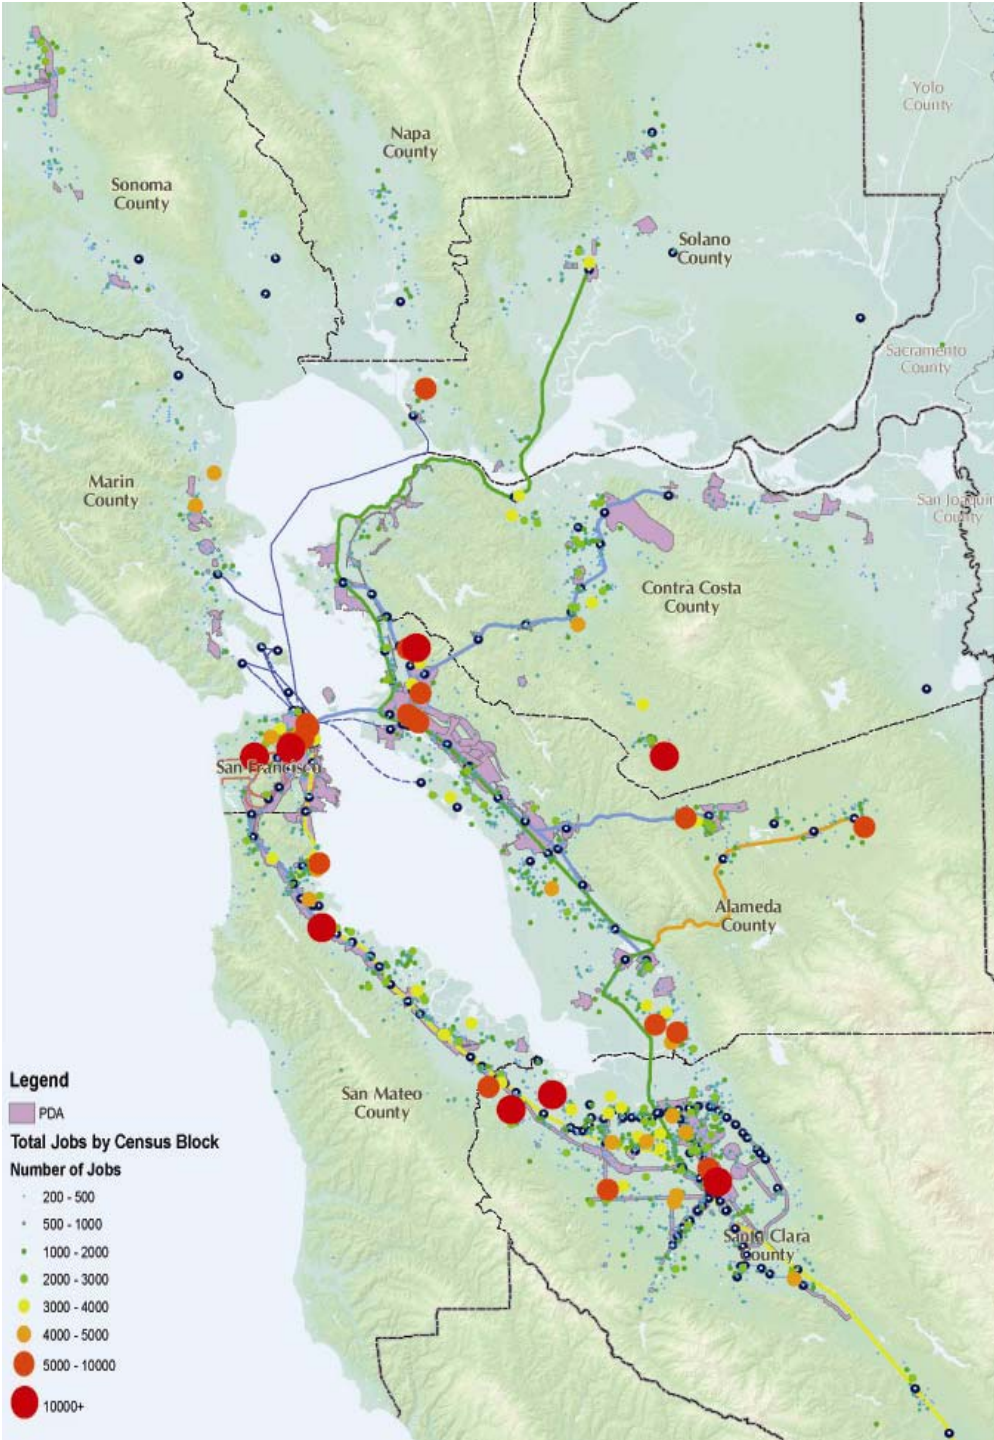 Yolo
County
Napa
County
Sonoma
County
Solano
County
Sacramento
County
Marin
County
San Joaquin
County
Contra Costa
County
San Francisco
Alameda
County
San Mateo
County
Santa Clara
County
Legend
PDA
Total Jobs by Census Block
Number of Jobs
200 - 500
500 - 1000
1000 - 2000
2000 - 3000
3000 - 4000
4000 - 5000
5000 - 10000
10000+